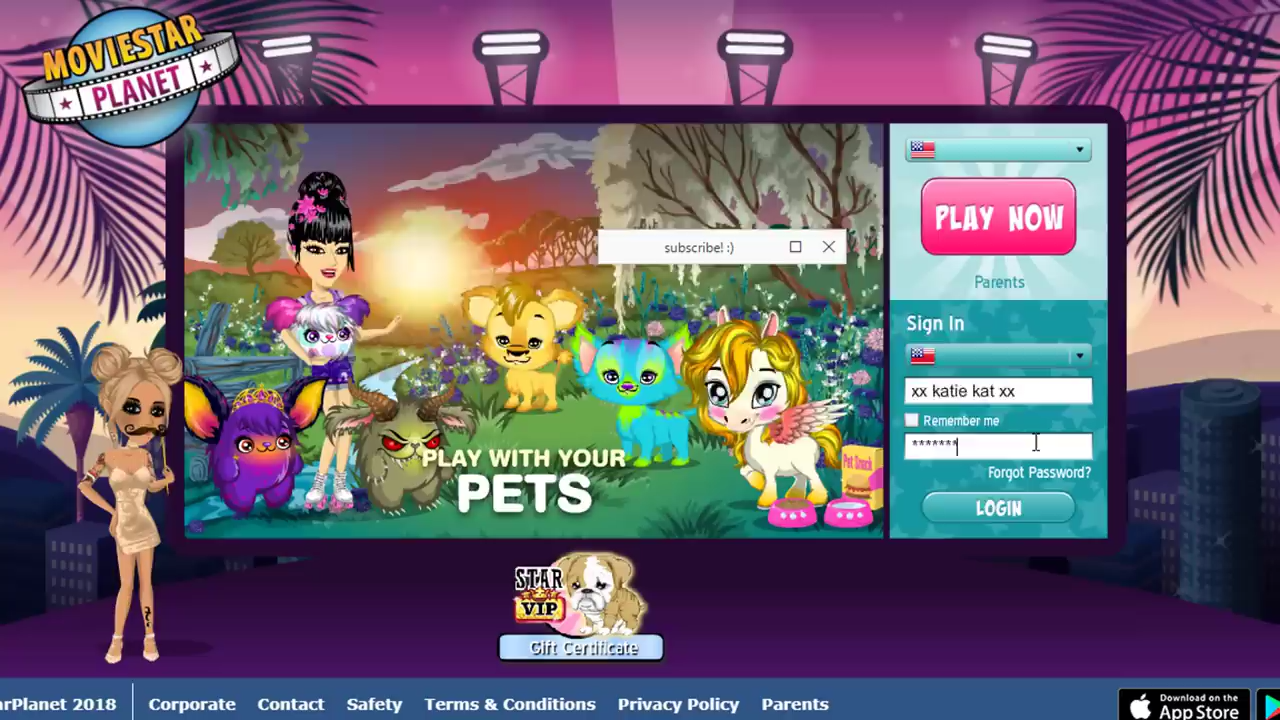 MOVIESTAR
PLANET
subscribe! :)
PLAY NOW
Parents
Sign In
xx katie kat xx
Remember me
*******
Forgot Password?
LOGIN
PLAY WITH YOUR
PETS
Pet Snack
STAR
VIP
Gift Certificate
arPlanet 2018
Corporate
Contact
Safety
Terms & Conditions
Privacy Policy
Parents
Download on the
App Store